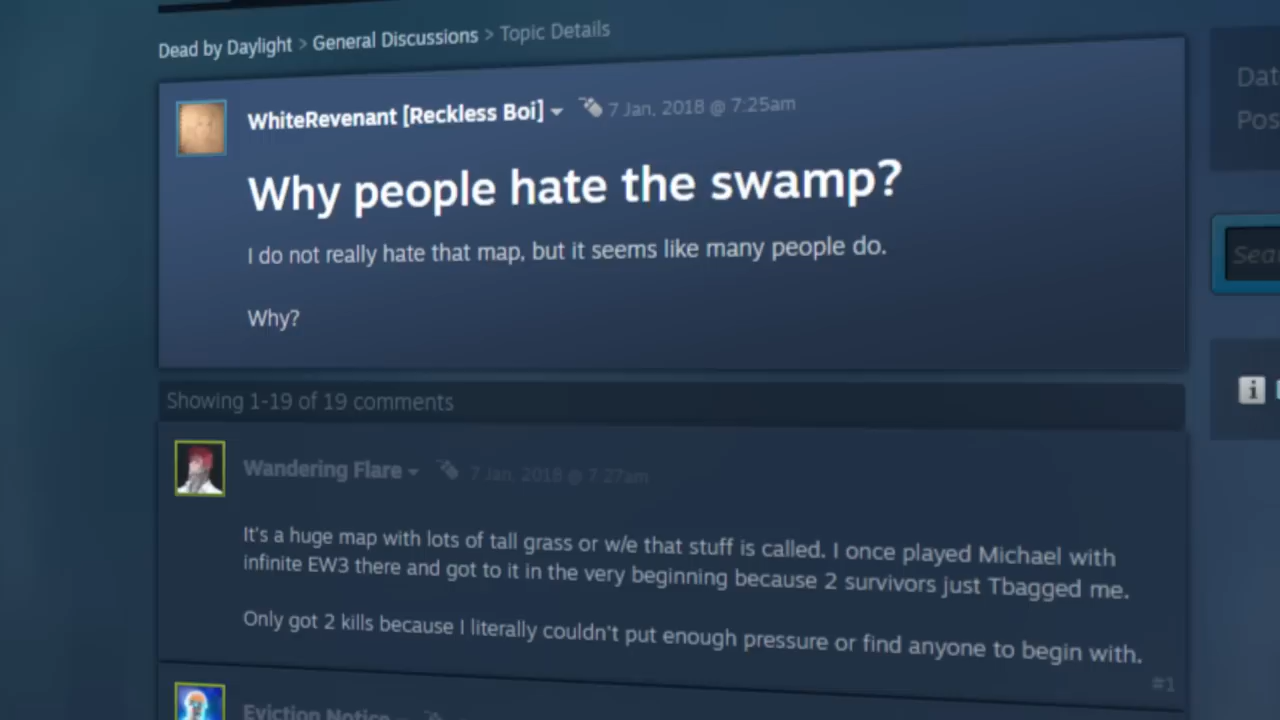 Dead by Daylight > General Discussions > Topic Details
WhiteRevenant [Reckless Boi] 7 Jan, 2018 @ 7:25am
Why people hate the swamp?
I do not really hate that map, but it seems like many people do.
Why?
Showing 1-19 of 19 comments
Wandering Flare 7 Jan, 2018 @ 7:27am
It's a huge map with lots of tall grass or w/e that stuff is called. I once played Michael with
infinite EW3 there and got to it in the very beginning because 2 survivors just Tbagged me.
Only got 2 kills because I literally couldn't put enough pressure or find anyone to begin with.
#1
Eviction Notice
Dat
Pos
Sea